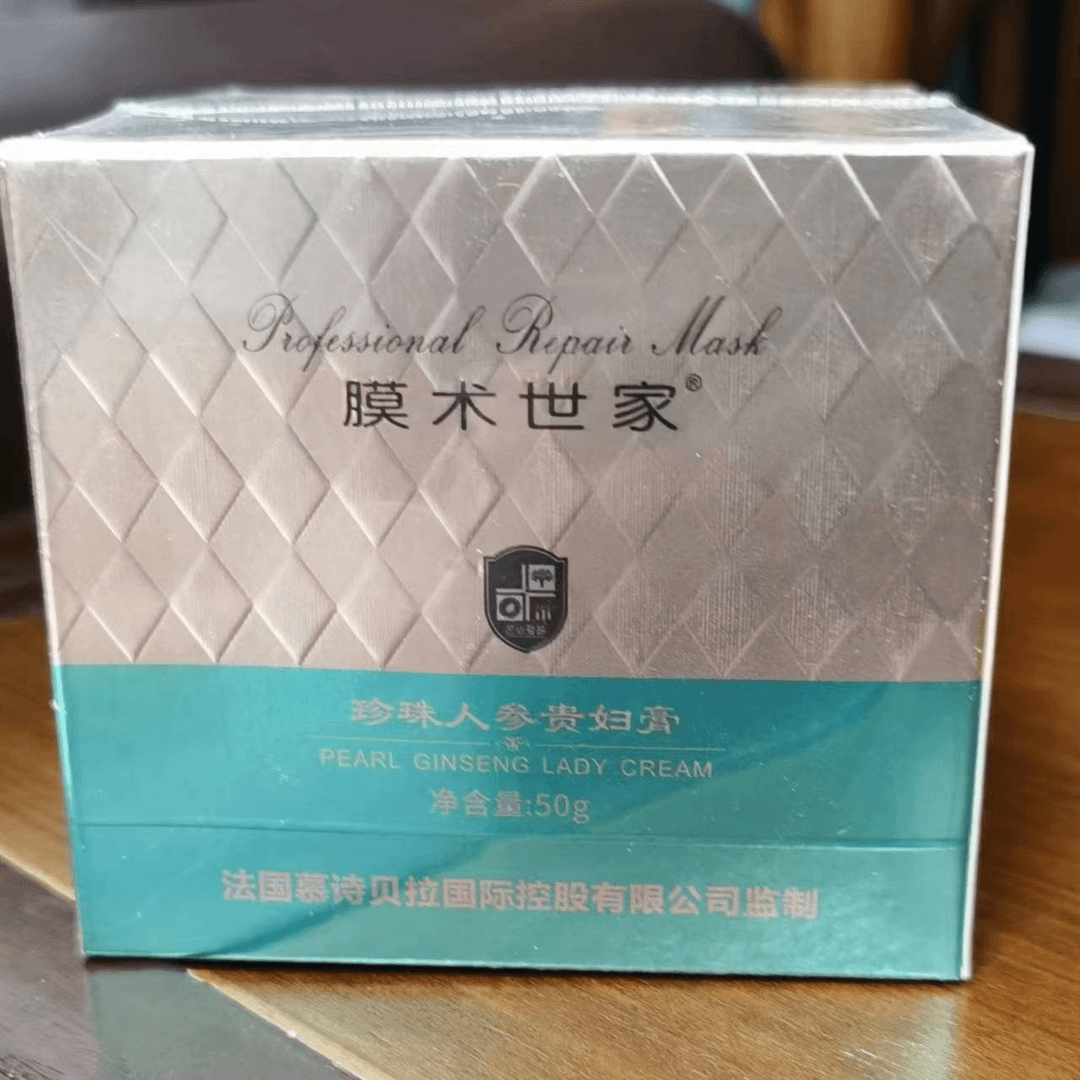 Professional Repair Mask
膜术世家®
珍珠人参贵妇膏
PEARL GINSENG LADY CREAM
净含量:50g
法国慕诗贝拉国际控股有限公司监制